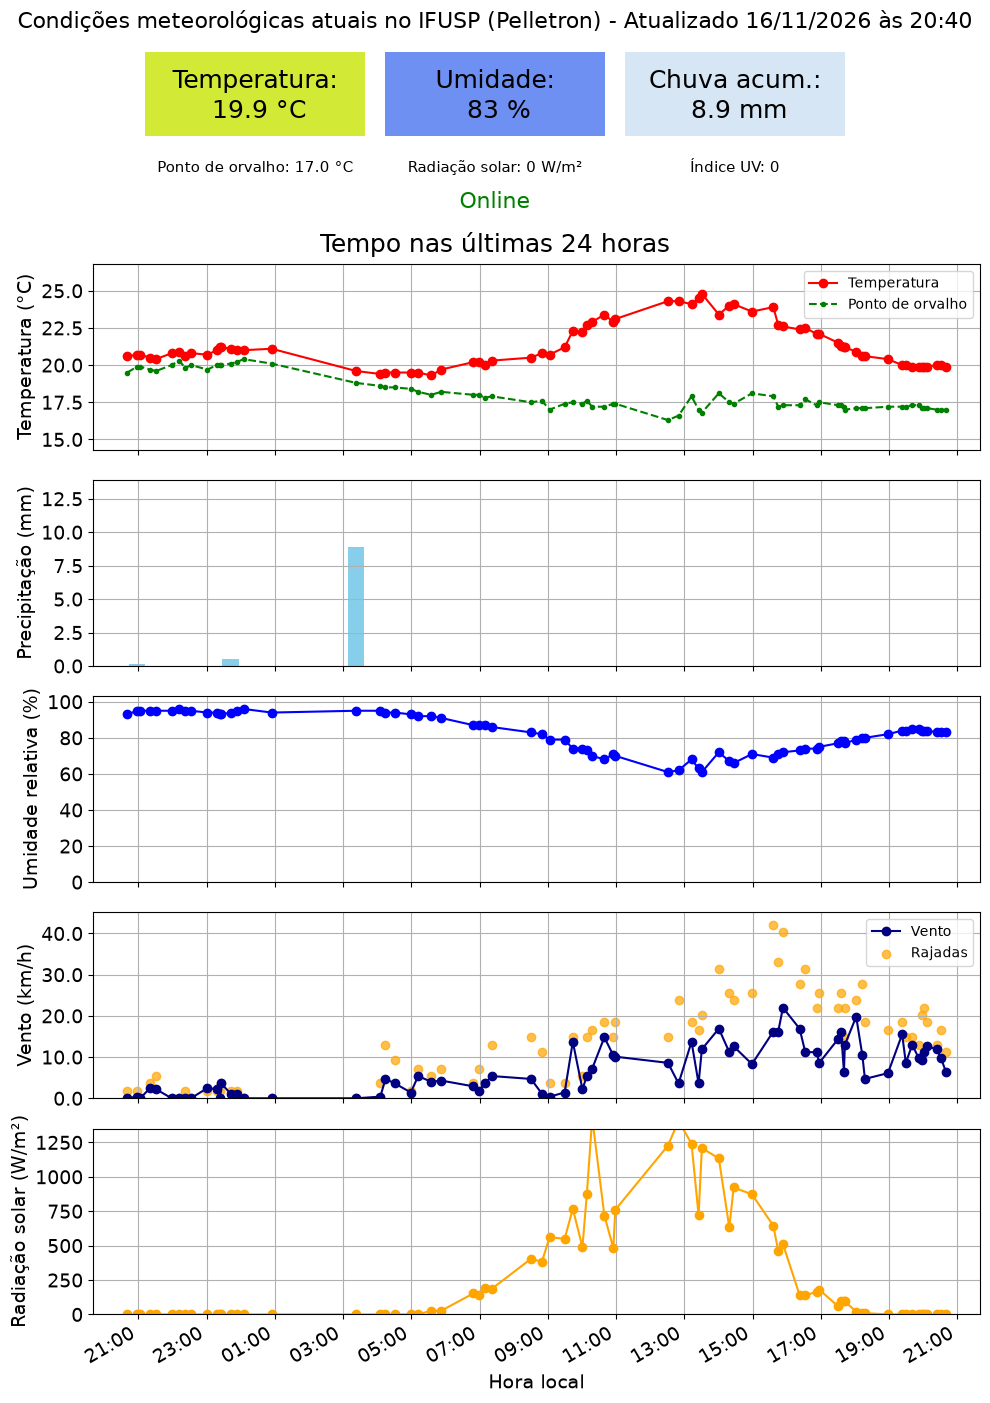 Condições meteorológicas atuais no IFUSP (Pelletron) - Atualizado 16/11/2026 às 20:40
Temperatura:
19.9 °C
Umidade:
83 %
Chuva acum.:
8.9 mm
Ponto de orvalho: 17.0 °C
Radiação solar: 0 W/m²
Índice UV: 0
Online
Tempo nas últimas 24 horas
Temperatura (°C)
25.0
22.5
20.0
17.5
15.0
Temperatura
Ponto de orvalho
Precipitação (mm)
12.5
10.0
7.5
5.0
2.5
0.0
Umidade relativa (%)
100
80
60
40
20
0
Vento (km/h)
40.0
30.0
20.0
10.0
0.0
Vento
Rajadas
Radiação solar (W/m²)
1250
1000
750
500
250
0
21:00
23:00
01:00
03:00
05:00
07:00
09:00
11:00
13:00
15:00
17:00
19:00
21:00
Hora local